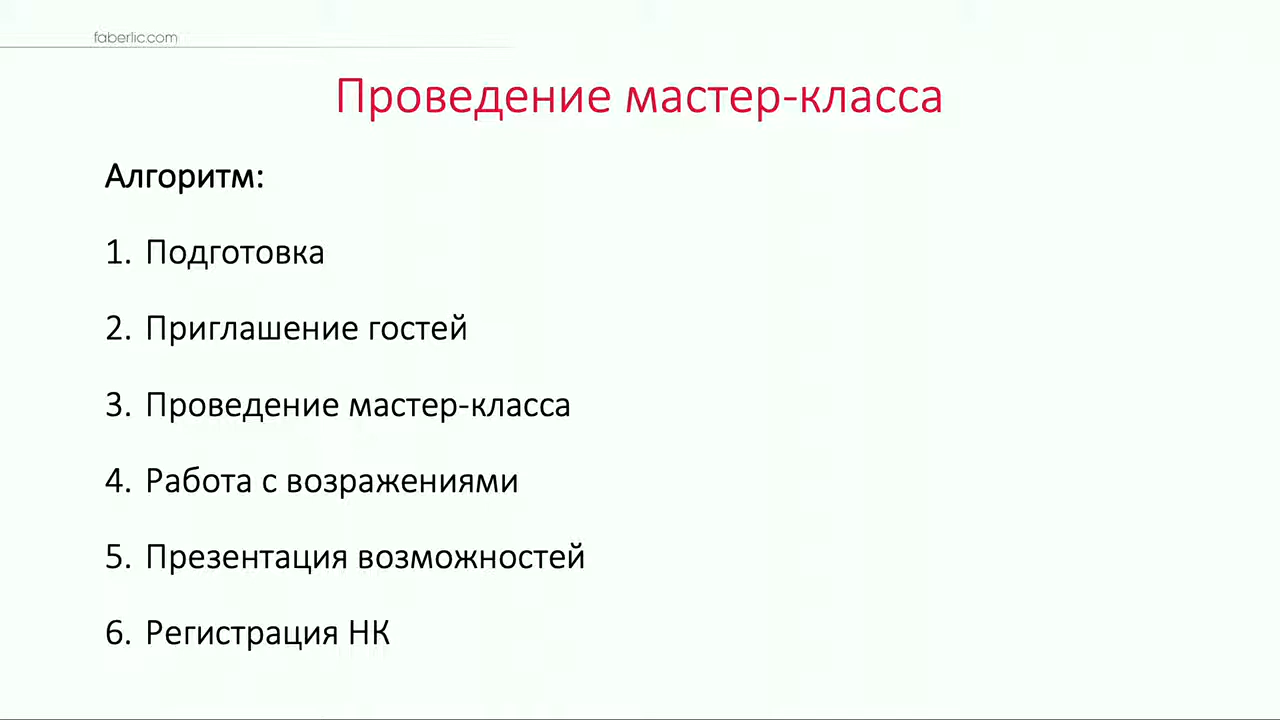 faberlic.com
Проведение мастер-класса
Алгоритм:
1. Подготовка
2. Приглашение гостей
3. Проведение мастер-класса
4. Работа с возражениями
5. Презентация возможностей
6. Регистрация НК